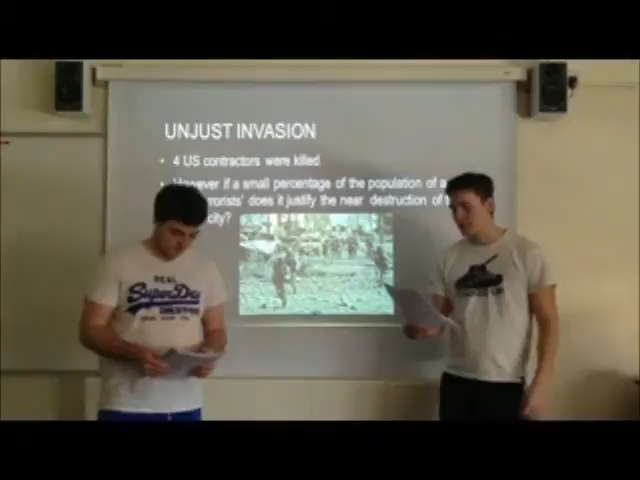 UNJUST INVASION
• 4 US contractors were killed
• However if a small percentage of the population of a
does it justify the near destruction of
city?
REAL
SuperDry